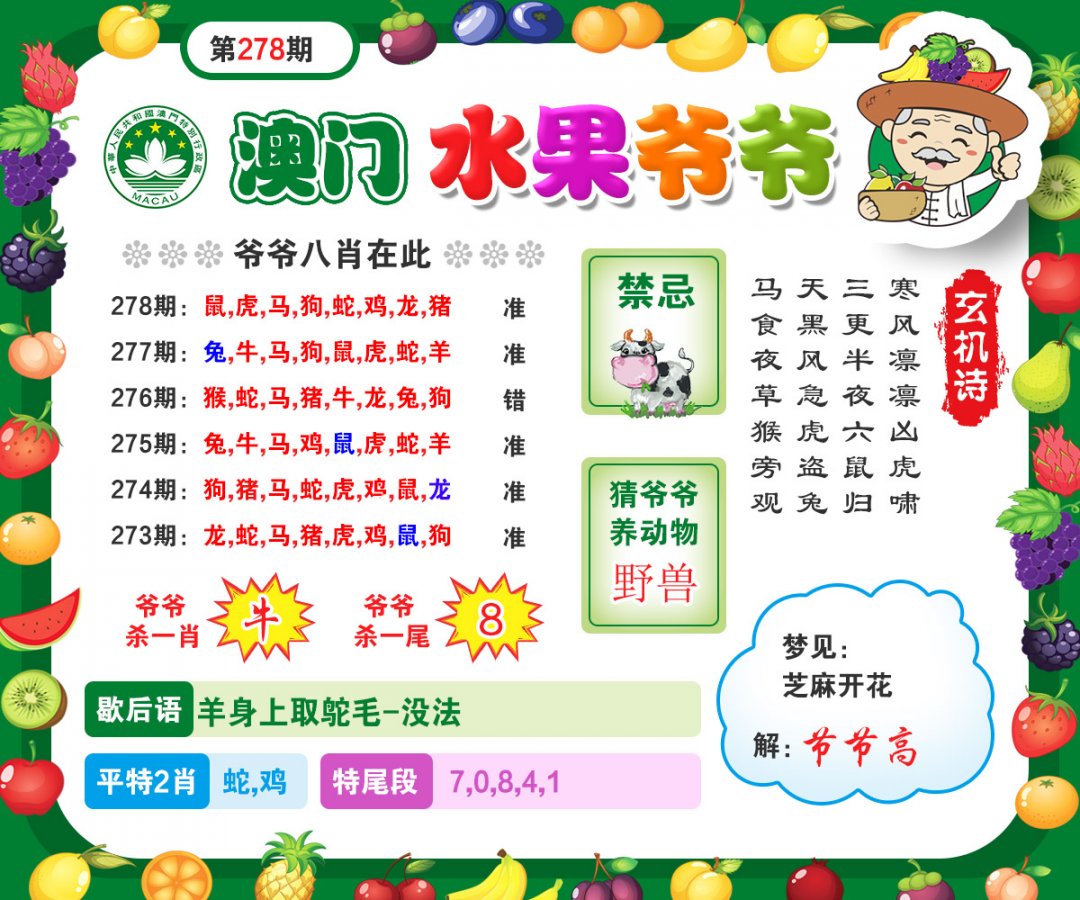 第278期
中華人民共和國澳門特別行政區
MACAU
澳门水果爷爷
爷爷八肖在此
278期：鼠,虎,马,狗,蛇,鸡,龙,猪 准
277期：兔,牛,马,狗,鼠,虎,蛇,羊 准
276期：猴,蛇,马,猪,牛,龙,兔,狗 错
275期：兔,牛,马,鸡,鼠,虎,蛇,羊 准
274期：狗,猪,马,蛇,虎,鸡,鼠,龙 准
273期：龙,蛇,马,猪,虎,鸡,鼠,狗 准
爷爷
杀一肖
牛
爷爷
杀一尾
8
禁忌
猜爷爷
养动物
野兽
玄机诗
寒风凛凛凶虎啸
三更半夜六鼠归
天黑风急虎盗兔
马食夜草猴旁观
歇后语 羊身上取鸵毛-没法
平特2肖 蛇,鸡
特尾段 7,0,8,4,1
梦见：
芝麻开花
解：节节高